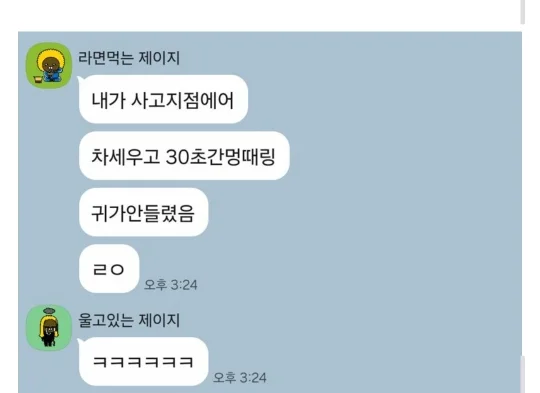 라면먹는 제이지
내가 사고지점에어
차세우고 30초간멍때링
귀가안들렸음
ㄹㅇ
오후 3:24
울고있는 제이지
ㅋㅋㅋㅋㅋㅋ
오후 3:24